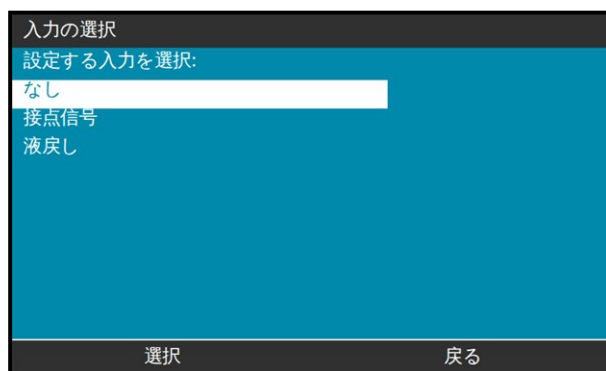 入力の選択
設定する入力を選択:
なし
接点信号
液戻し
選択 戻る